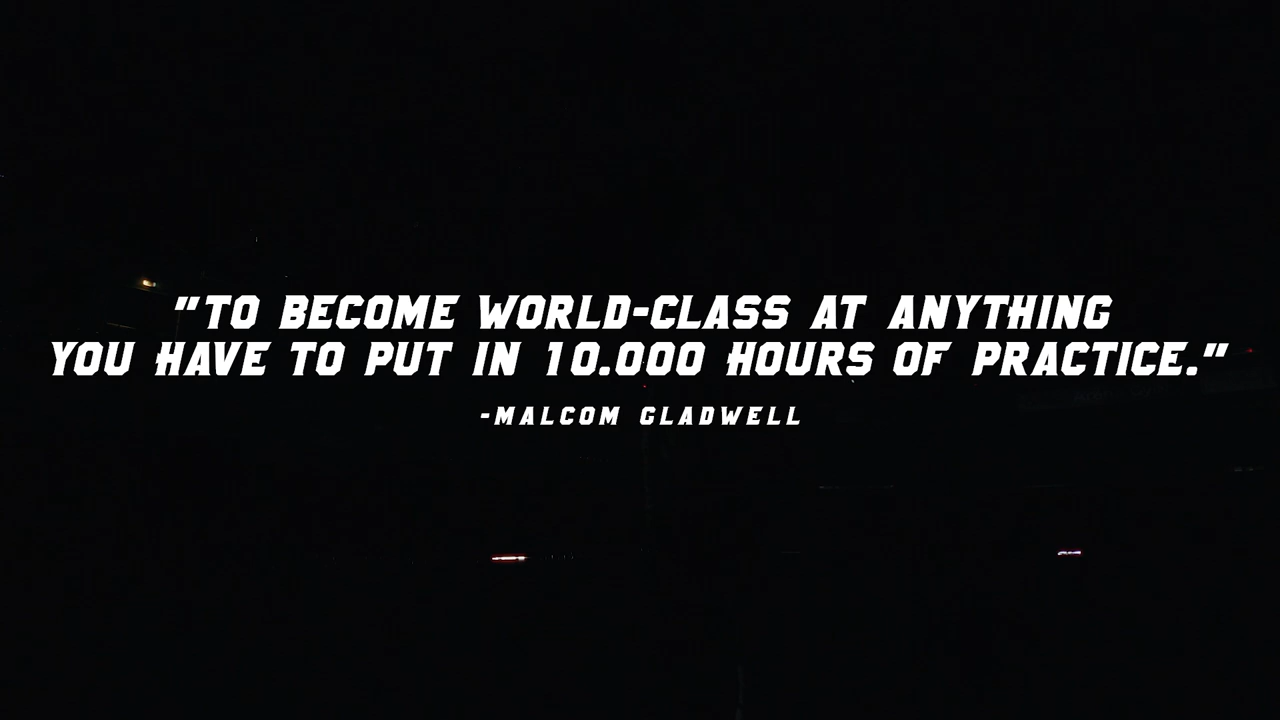 "TO BECOME WORLD-CLASS AT ANYTHING
YOU HAVE TO PUT IN 10.000 HOURS OF PRACTICE."
-MALCOM GLADWELL